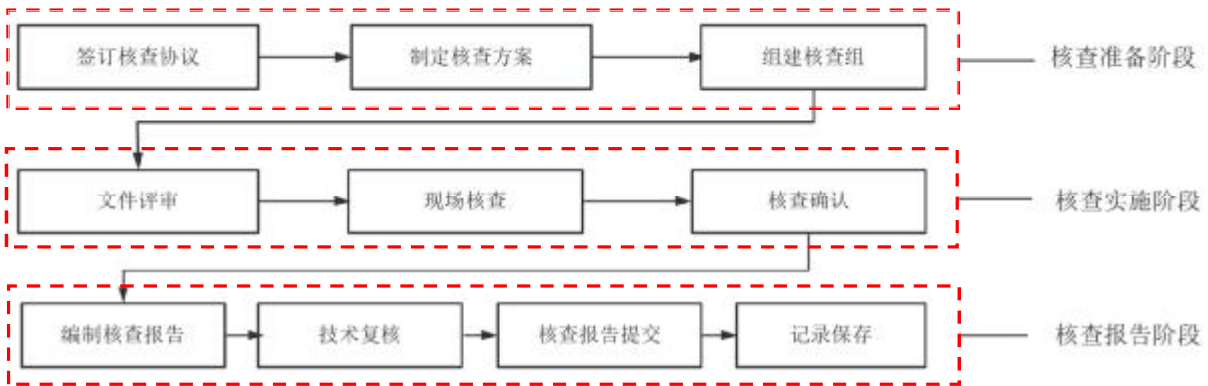 签订核查协议 制定核查方案 组建核查组 核查准备阶段
文件评审 现场核查 核查确认 核查实施阶段
编制核查报告 技术复核 核查报告提交 记录保存 核查报告阶段